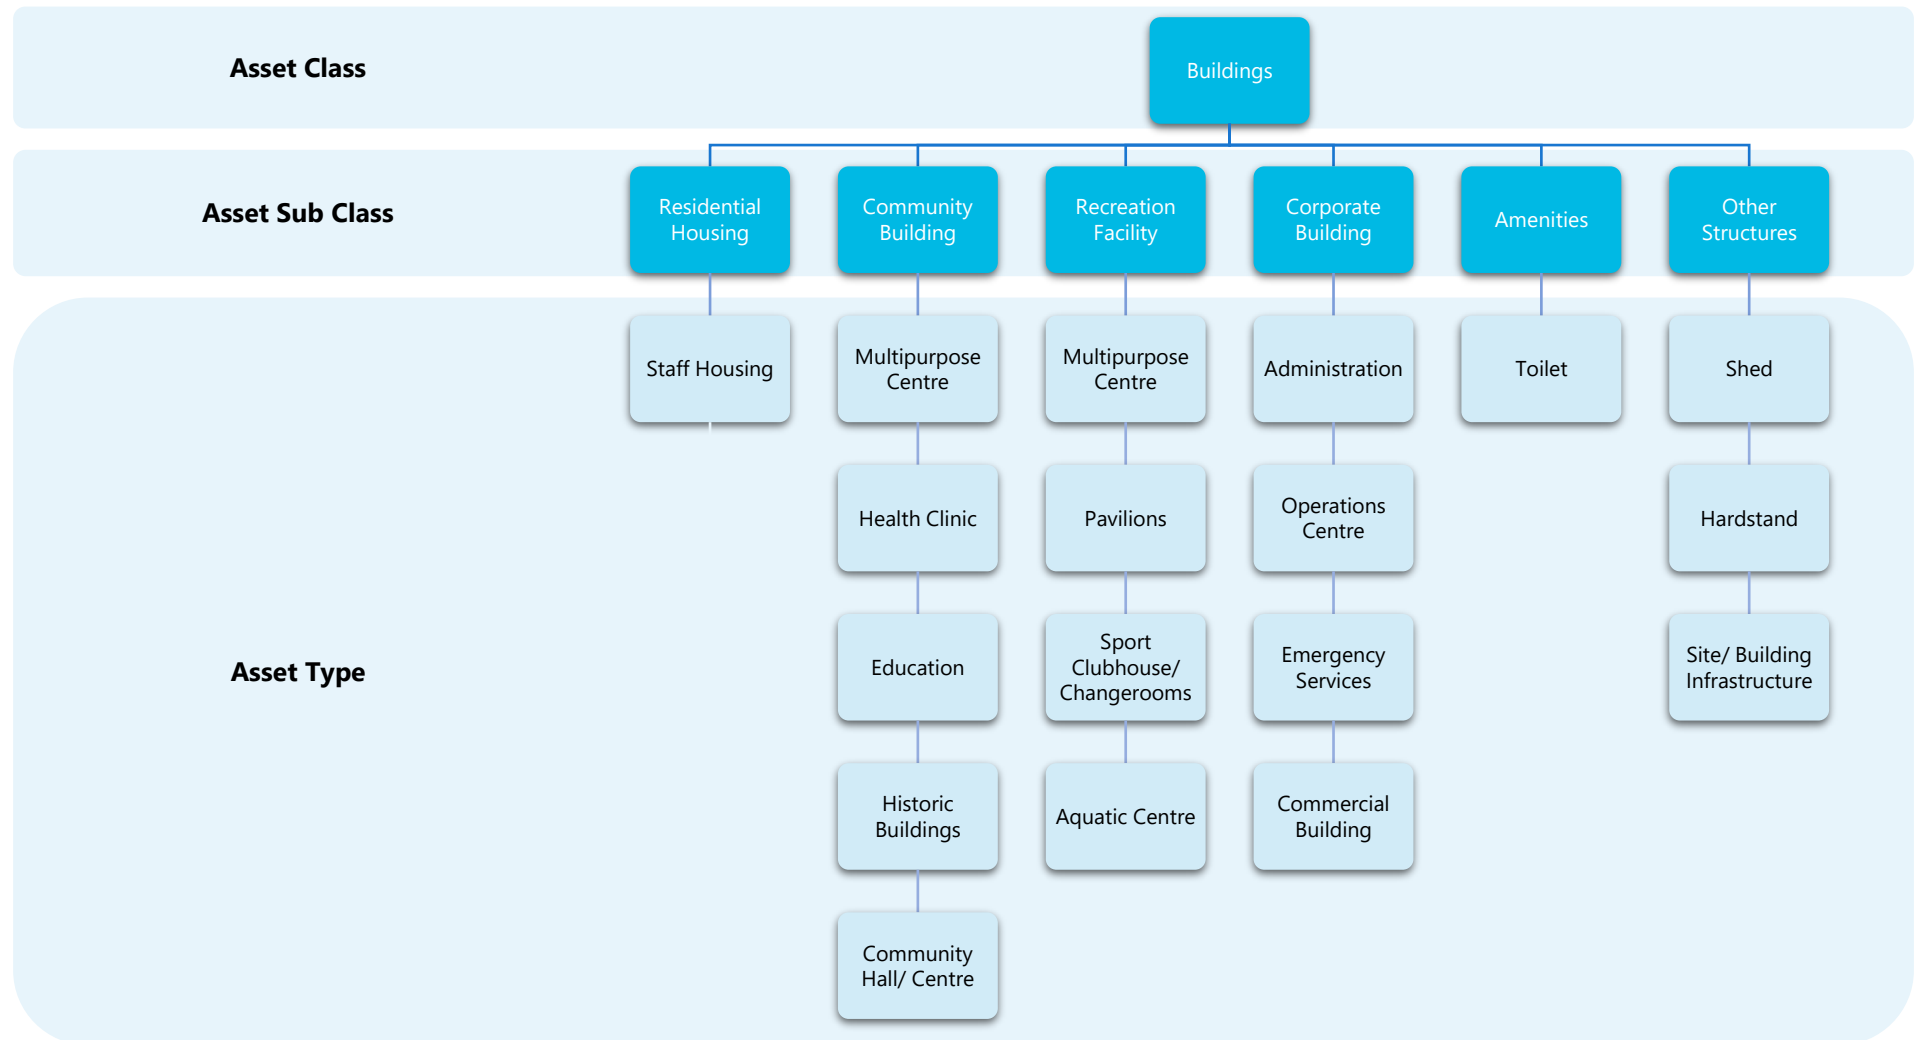 Asset Class
Buildings
Asset Sub Class
Residential
Housing
Community
Building
Recreation
Facility
Corporate
Building
Amenities
Other
Structures
Asset Type
Staff Housing
Multipurpose
Centre
Multipurpose
Centre
Administration
Toilet
Shed
Health Clinic
Pavilions
Operations
Centre
Hardstand
Education
Sport
Clubhouse/
Changerooms
Emergency
Services
Site/ Building
Infrastructure
Historic
Buildings
Aquatic Centre
Commercial
Building
Community
Hall/ Centre